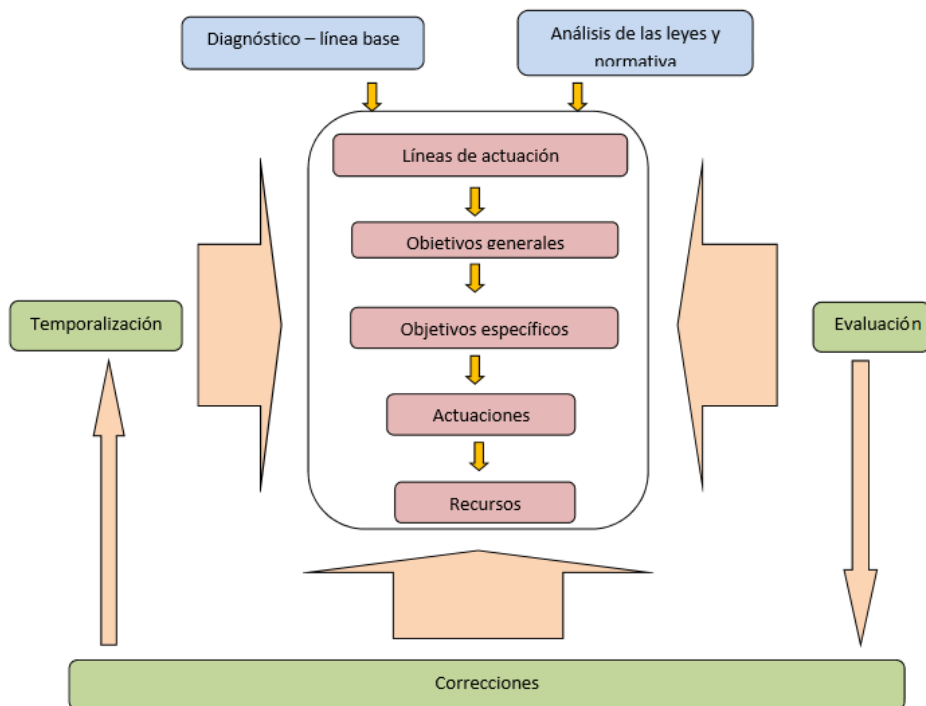 Diagnóstico – línea base
Análisis de las leyes y
normativa
Líneas de actuación
Objetivos generales
Temporalización
Objetivos específicos
Evaluación
Actuaciones
Recursos
Correcciones